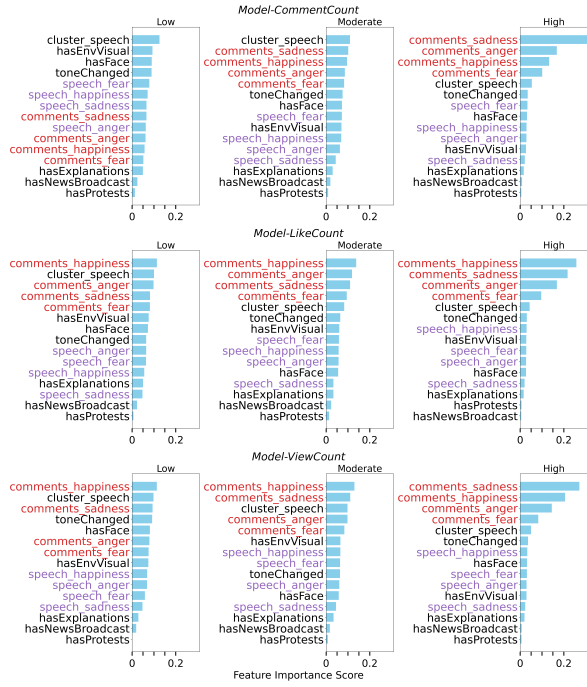 Model-CommentCount
Low
cluster_speech
hasEnvVisual
hasFace
toneChanged
speech_fear
speech_happiness
speech_sadness
comments_sadness
speech_anger
comments_anger
comments_happiness
comments_fear
hasExplanations
hasNewsBroadcast
hasProtests
0 0.2
Moderate
cluster_speech
comments_sadness
comments_happiness
comments_anger
comments_fear
toneChanged
hasFace
speech_fear
hasEnvVisual
speech_happiness
speech_anger
speech_sadness
hasExplanations
hasNewsBroadcast
hasProtests
0 0.2
High
comments_sadness
comments_anger
comments_happiness
comments_fear
cluster_speech
toneChanged
speech_fear
hasFace
speech_happiness
speech_anger
hasEnvVisual
speech_sadness
hasExplanations
hasNewsBroadcast
hasProtests
0 0.2
Model-LikeCount
Low
comments_happiness
cluster_speech
comments_anger
comments_sadness
comments_fear
hasEnvVisual
hasFace
toneChanged
speech_anger
speech_fear
speech_happiness
hasExplanations
speech_sadness
hasNewsBroadcast
hasProtests
0 0.2
Moderate
comments_happiness
comments_anger
comments_sadness
comments_fear
cluster_speech
toneChanged
hasEnvVisual
speech_fear
speech_happiness
speech_anger
hasFace
speech_sadness
hasExplanations
hasNewsBroadcast
hasProtests
0 0.2
High
comments_happiness
comments_sadness
comments_anger
comments_fear
cluster_speech
toneChanged
speech_happiness
hasEnvVisual
speech_fear
speech_anger
hasFace
speech_sadness
hasExplanations
hasProtests
hasNewsBroadcast
0 0.2
Model-ViewCount
Low
comments_happiness
cluster_speech
comments_sadness
toneChanged
hasFace
comments_anger
comments_fear
hasEnvVisual
speech_happiness
speech_anger
speech_fear
speech_sadness
hasExplanations
hasNewsBroadcast
hasProtests
0 0.2
Moderate
comments_happiness
comments_sadness
cluster_speech
comments_anger
comments_fear
hasEnvVisual
speech_happiness
speech_fear
toneChanged
speech_anger
hasFace
speech_sadness
hasExplanations
hasNewsBroadcast
hasProtests
0 0.2
High
comments_sadness
comments_happiness
comments_anger
comments_fear
cluster_speech
toneChanged
speech_happiness
hasFace
speech_fear
speech_anger
hasEnvVisual
speech_sadness
hasExplanations
hasNewsBroadcast
hasProtests
0 0.2
Feature Importance Score